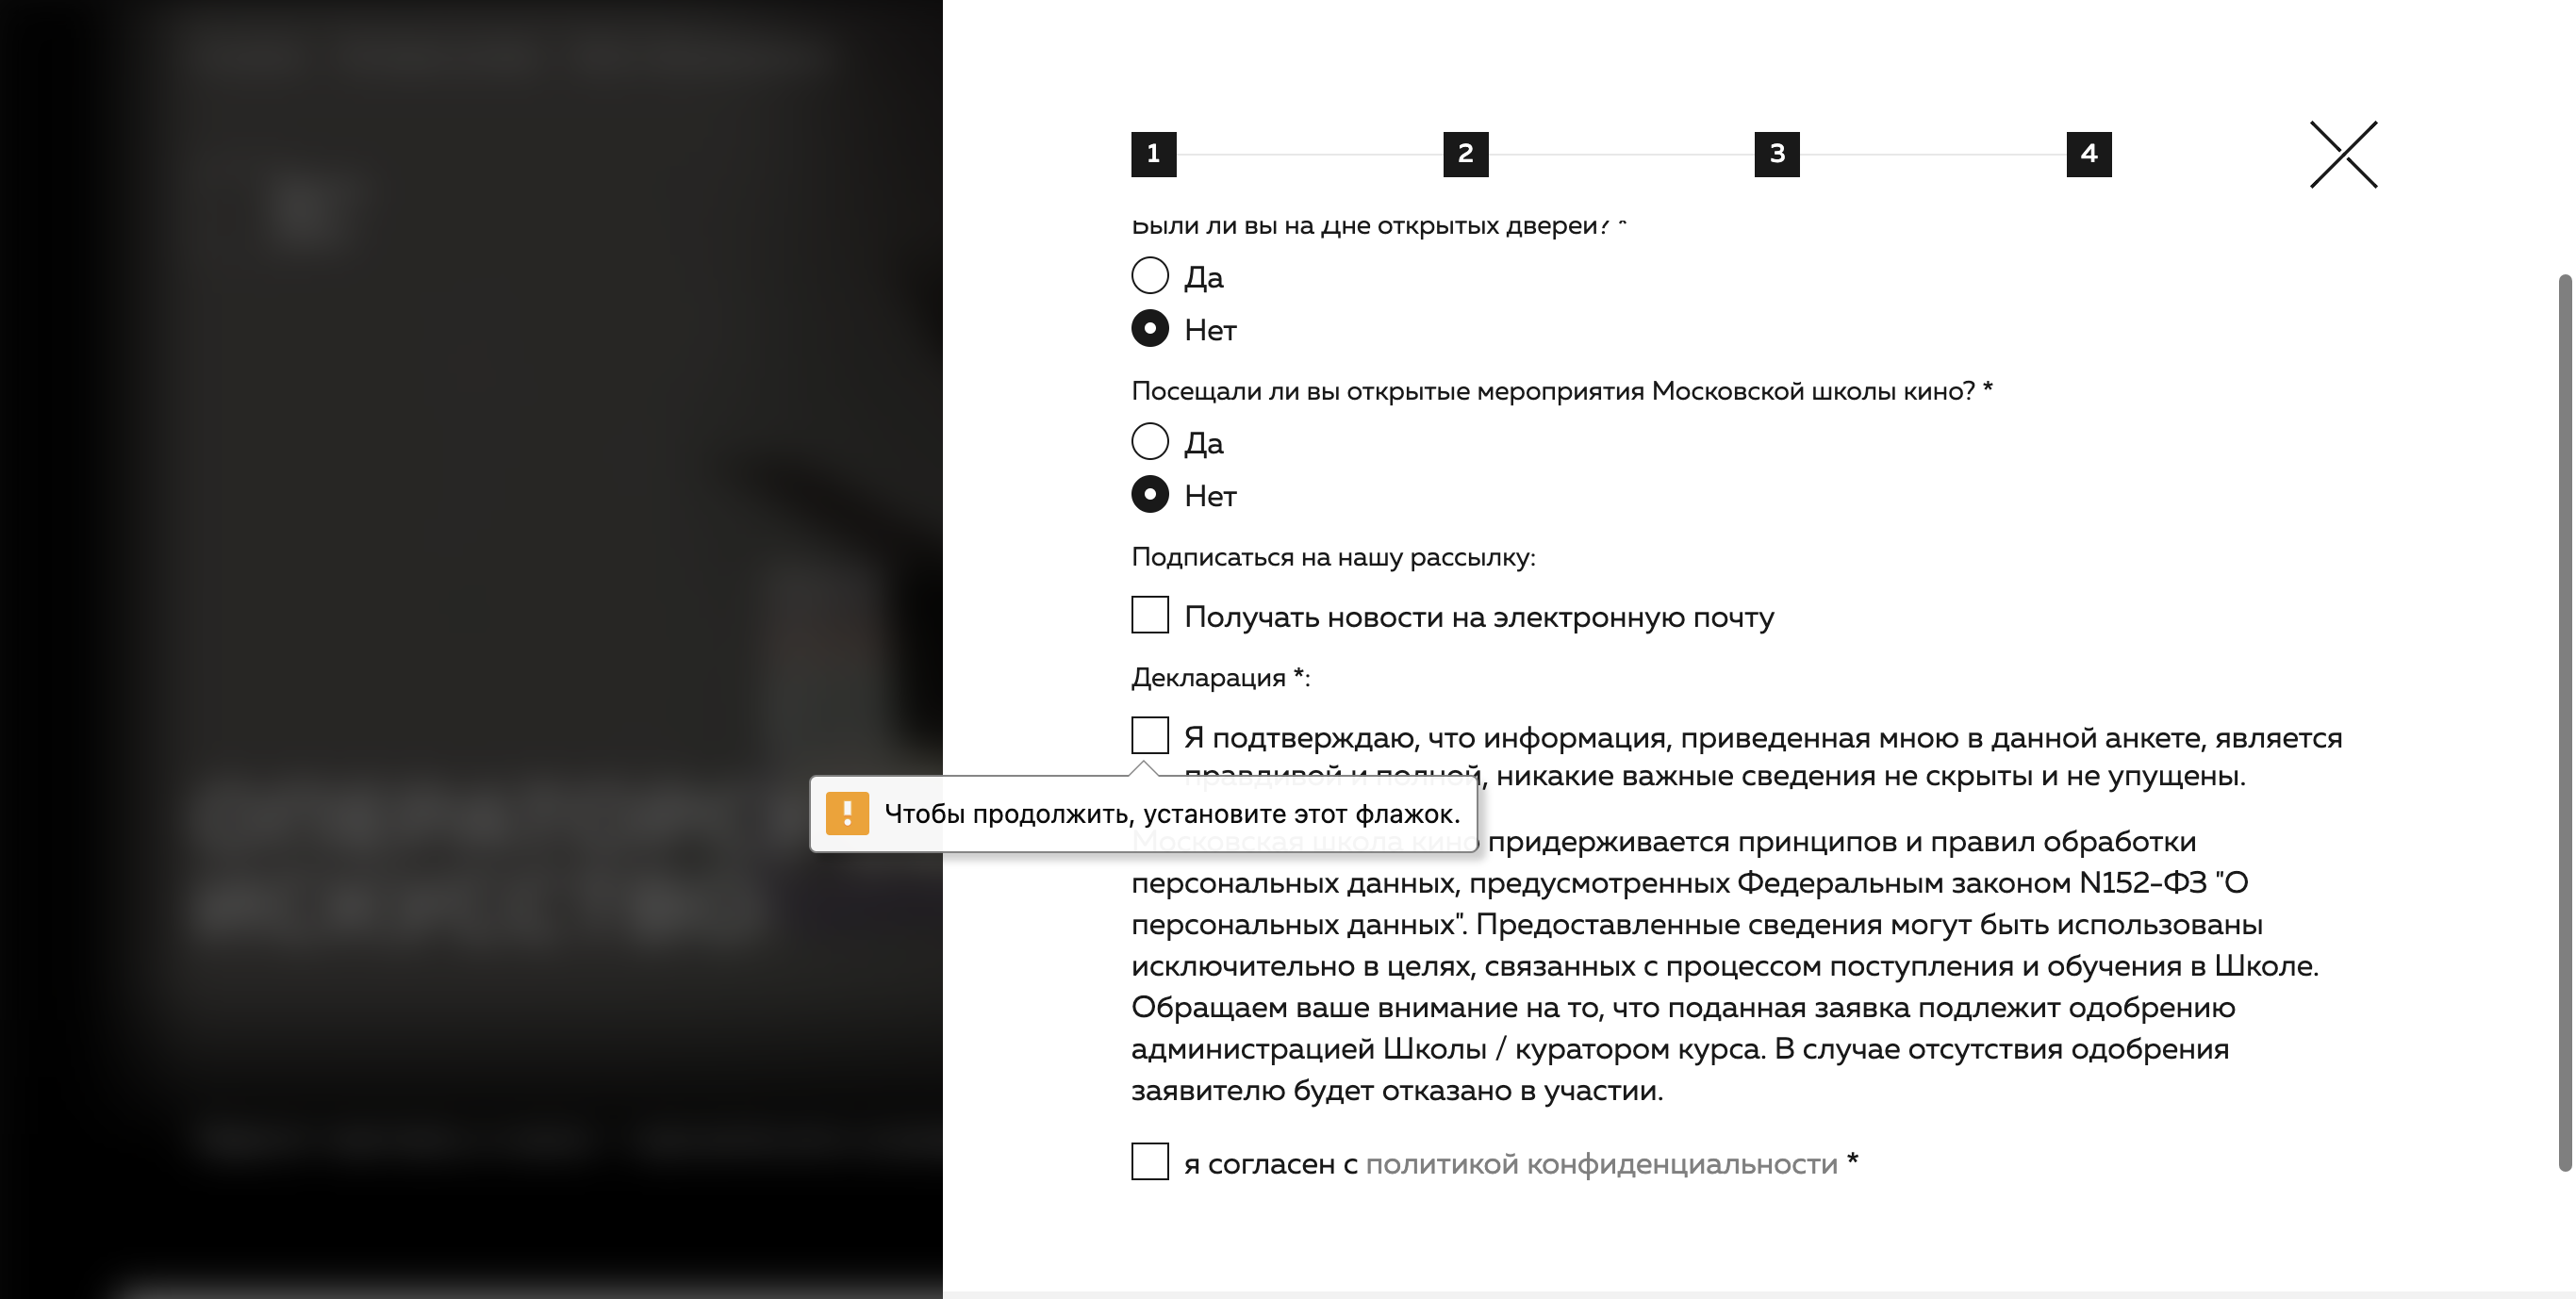 1 2 3 4
Были ли вы на Дне открытых дверей? *
Да
Нет
Посещали ли вы открытые мероприятия Московской школы кино? *
Да
Нет
Подписаться на нашу рассылку:
Получать новости на электронную почту
Декларация *:
Я подтверждаю, что информация, приведенная мною в данной анкете, является
правдивой и полной, никакие важные сведения не скрыты и не упущены.
! Чтобы продолжить, установите этот флажок.
Московская школа кино придерживается принципов и правил обработки
персональных данных, предусмотренных Федеральным законом N152-ФЗ "О
персональных данных". Предоставленные сведения могут быть использованы
исключительно в целях, связанных с процессом поступления и обучения в Школе.
Обращаем ваше внимание на то, что поданная заявка подлежит одобрению
администрацией Школы / куратором курса. В случае отсутствия одобрения
заявителю будет отказано в участии.
я согласен с политикой конфиденциальности *